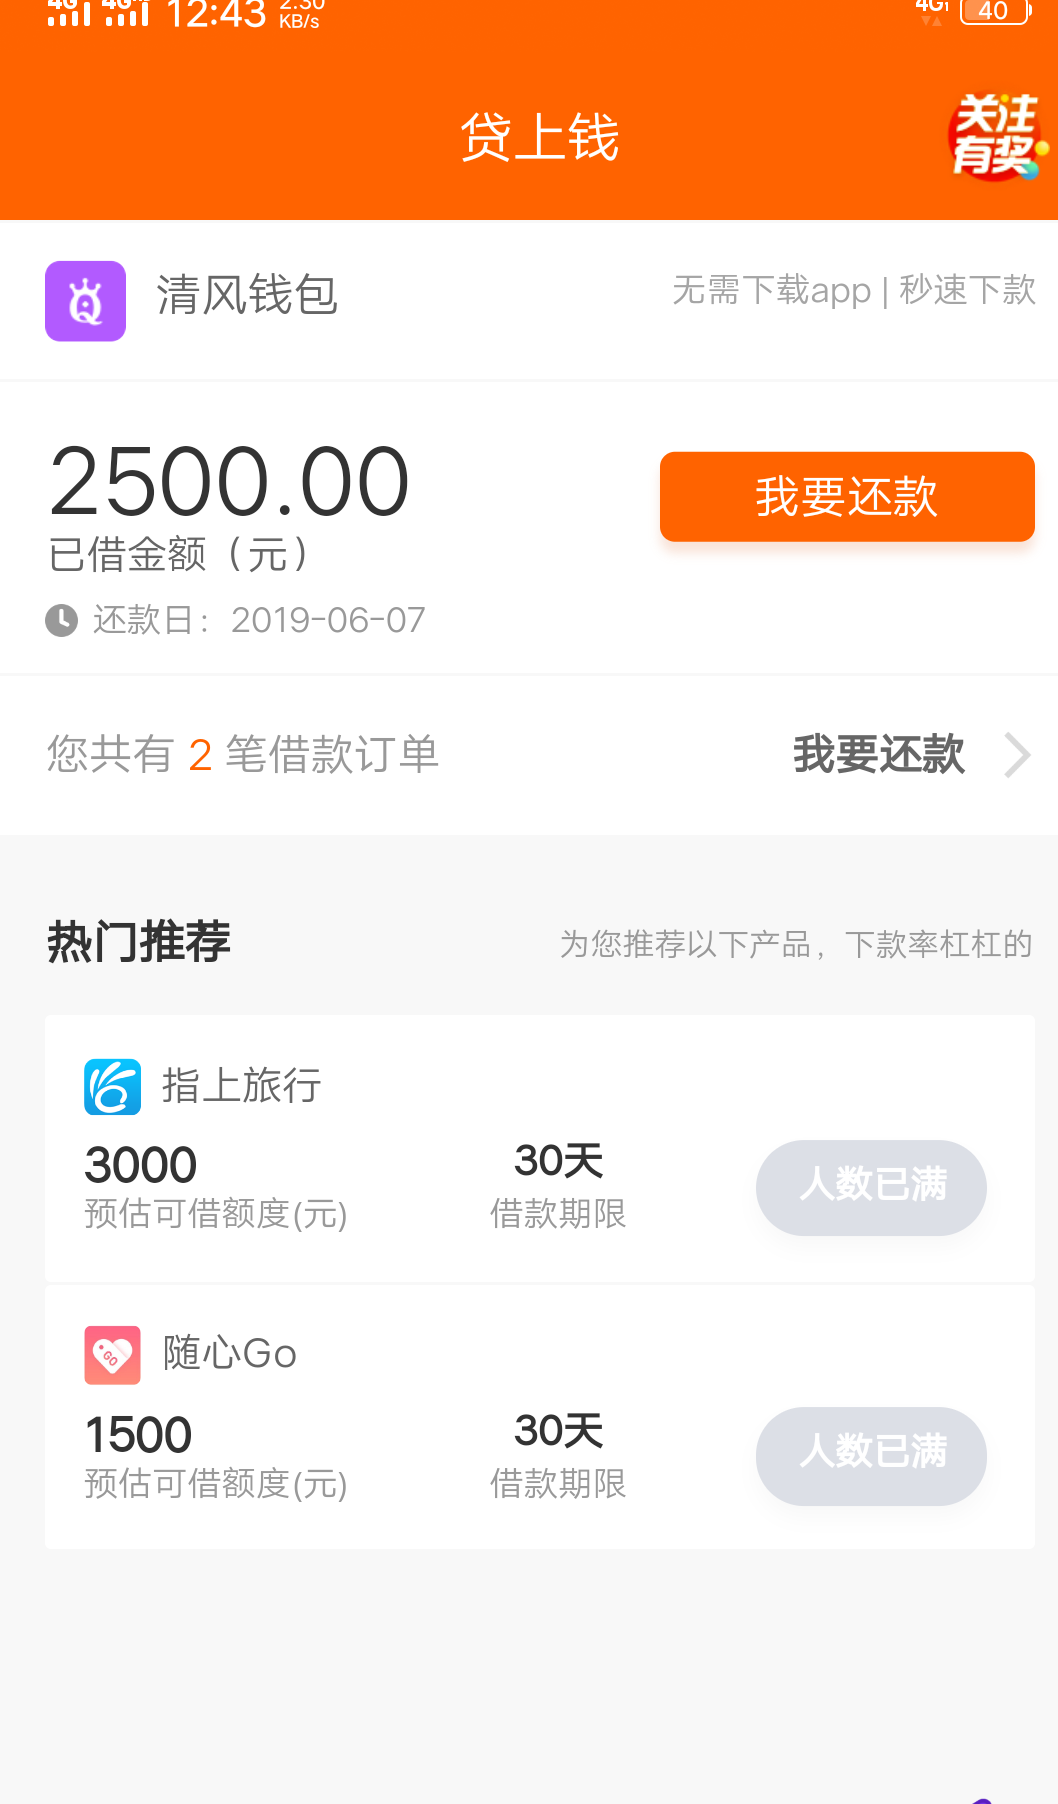 12:43 2.30 KB/s 40
贷上钱
关注
有奖
清风钱包 无需下载app | 秒速下款
2500.00 我要还款
已借金额（元）
还款日：2019-06-07
您共有 2 笔借款订单 我要还款
热门推荐 为您推荐以下产品，下款率杠杠的
指上旅行
3000 30天 人数已满
预估可借额度(元) 借款期限
GO 随心Go
1500 30天 人数已满
预估可借额度(元) 借款期限